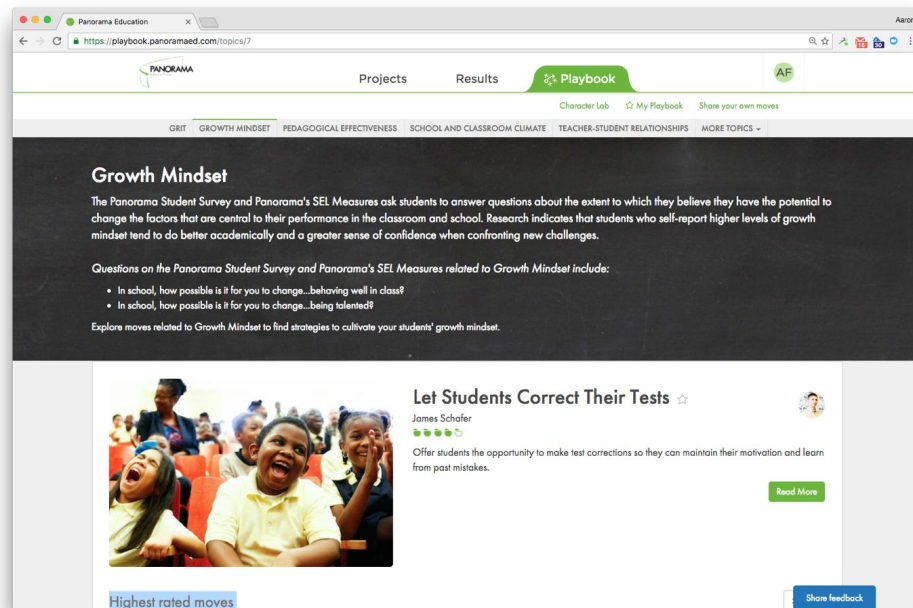 Panorama Education
Aaron
https://playbook.panoramaed.com/topics/7
15
30
PANORAMA
Projects
Results
Playbook
AF
Character Lab
My Playbook
Share your own moves
GRIT
GROWTH MINDSET
PEDAGOGICAL EFFECTIVENESS
SCHOOL AND CLASSROOM CLIMATE
TEACHER-STUDENT RELATIONSHIPS
MORE TOPICS
Growth Mindset
The Panorama Student Survey and Panorama's SEL Measures ask students to answer questions about the extent to which they believe they have the potential to
change the factors that are central to their performance in the classroom and school. Research indicates that students who self-report higher levels of growth
mindset tend to do better academically and a greater sense of confidence when confronting new challenges.
Questions on the Panorama Student Survey and Panorama's SEL Measures related to Growth Mindset include:
• In school, how possible is it for you to change...behaving well in class?
• In school, how possible is it for you to change...being talented?
Explore moves related to Growth Mindset to find strategies to cultivate your students' growth mindset.
Let Students Correct Their Tests
James Schafer
Offer students the opportunity to make test corrections so they can maintain their motivation and learn
from past mistakes.
Read More
Highest rated moves
Share feedback